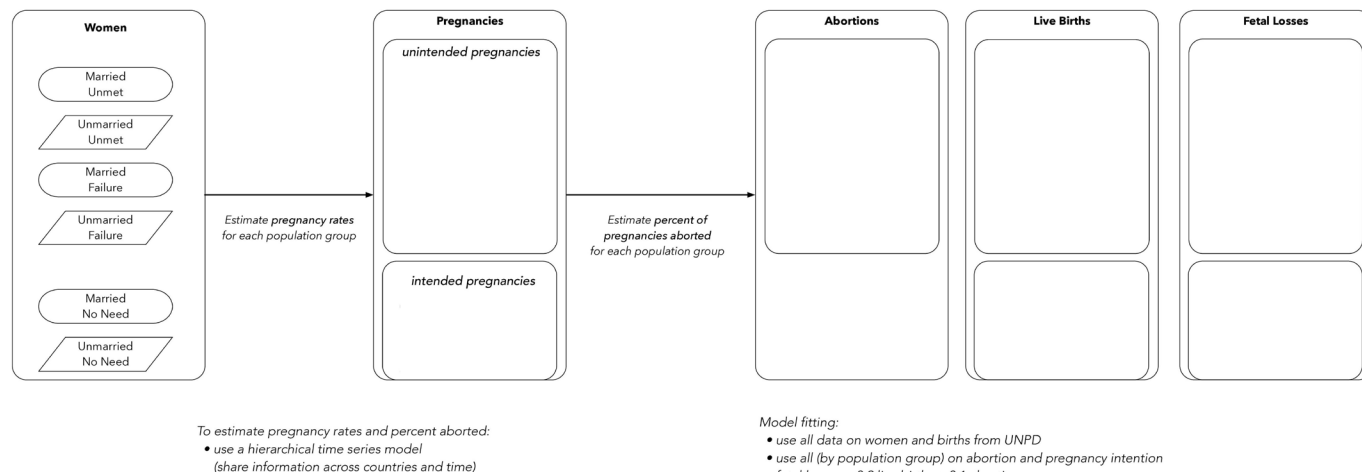 Women
Married
Unmet
Unmarried
Unmet
Married
Failure
Unmarried
Failure
Married
No Need
Unmarried
No Need
Estimate pregnancy rates
for each population group
Pregnancies
unintended pregnancies
intended pregnancies
Estimate percent of
pregnancies aborted
for each population group
Abortions
Live Births
Fetal Losses
To estimate pregnancy rates and percent aborted:
• use a hierarchical time series model
(share information across countries and time)
Model fitting:
• use all data on women and births from UNPD
• use all (by population group) on abortion and pregnancy intention